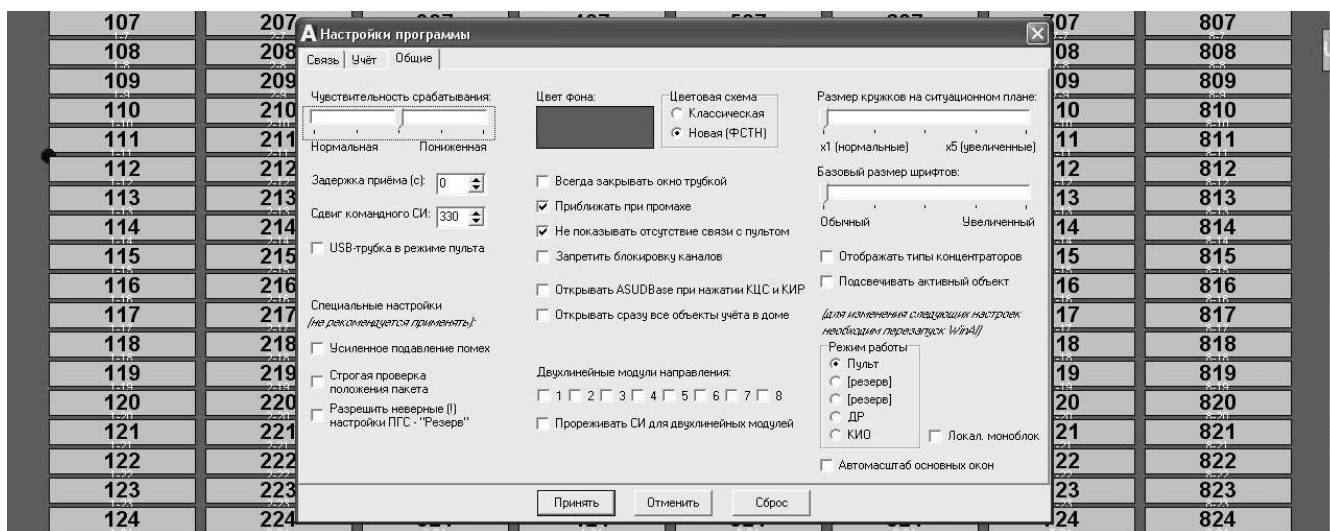 107 207 707 807
108 208 08 808
109 209 09 809
110 210 10 810
111 211 11 811
112 212 12 812
113 213 13 813
114 214 14 814
115 215 15 815
116 216 16 816
117 217 17 817
118 218 18 818
119 219 19 819
120 220 20 820
121 221 21 821
122 222 22 822
123 223 23 823
124 224 24 824
А Настройки программы
Связь Учёт Общие
Чувствительность срабатывания:
Нормальная Пониженная
Задержка приёма (с): 0
Сдвиг командного СИ: 330
USB-трубка в режиме пульта
Специальные настройки
(не рекомендуется применять):
Усиленное подавление помех
Строгая проверка
положения пакета
Разрешить неверные (!)
настройки ПГС - "Резерв"
Цвет фона:
Цветовая схема
Классическая
Новая (ФСТН)
Всегда закрывать окно трубкой
Приближать при промахе
Не показывать отсутствие связи с пультом
Запретить блокировку каналов
Открывать ASUDBase при нажатии КЦС и КИР
Открывать сразу все объекты учёта в доме
Двухлинейные модули направления:
1 2 3 4 5 6 7 8
Прореживать СИ для двухлинейных модулей
Размер кружков на ситуационном плане:
x1 (нормальные) x5 (увеличенные)
Базовый размер шрифтов:
Обычный Увеличенный
Отображать типы концентраторов
Подсвечивать активный объект
(для изменения следующих настроек
необходим перезапуск WinAl)
Режим работы
Пульт
[резерв]
[резерв]
ДР
КИО
Локал. моноблок
Автомасштаб основных окон
Принять Отменить Сброс